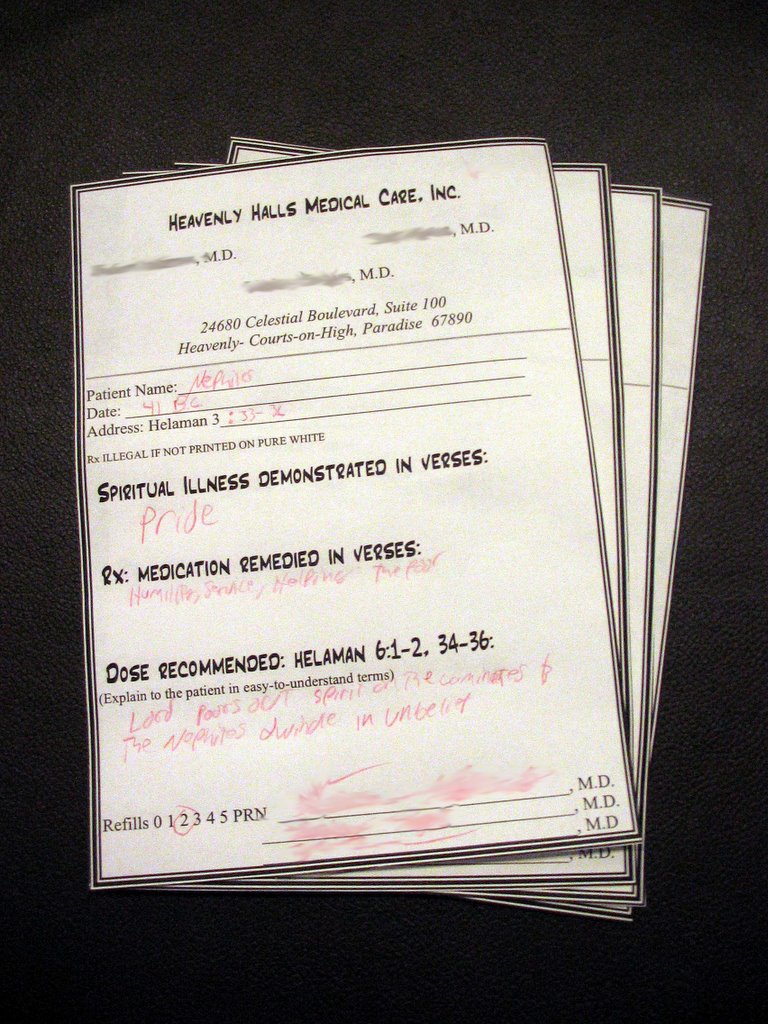 HEAVENLY HALLS MEDICAL CARE, INC.
, M.D.
, M.D.
, M.D.
24680 Celestial Boulevard, Suite 100
Heavenly- Courts-on-High, Paradise 67890
Patient Name: Nephites
Date: 41 B.C.
Address: Helaman 3 : 33-
Rx ILLEGAL IF NOT PRINTED ON PURE WHITE
SPIRITUAL ILLNESS DEMONSTRATED IN VERSES:
Pride
RX: MEDICATION REMEDIED IN VERSES:
Humility, Service, Helping the Poor
DOSE RECOMMENDED: HELAMAN 6:1-2, 34-36:
(Explain to the patient in easy-to-understand terms)
Lord Pours out spirit on the &
the Nephites dwindle in unbelief
, M.D.
, M.D.
Refills 0 1 2 3 4 5 PRN
, M.D
, M.D.